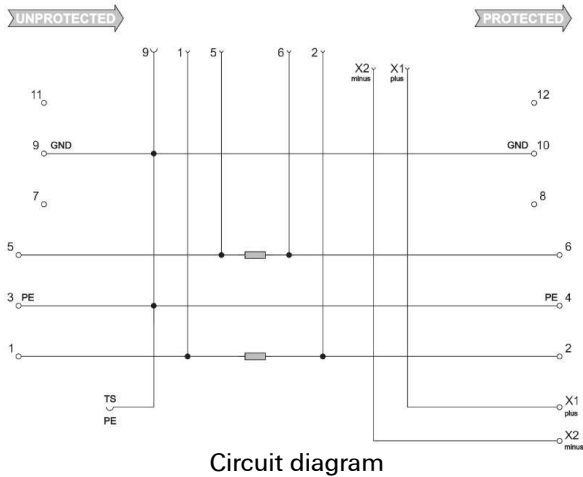 UNPROTECTED PROTECTED
9 1 5 6 2
X2 X1
minus plus
11 12
9 GND GND 10
7 8
5 6
3 PE PE 4
1 2
TS X1
plus
PE
X2
minus
Circuit diagram